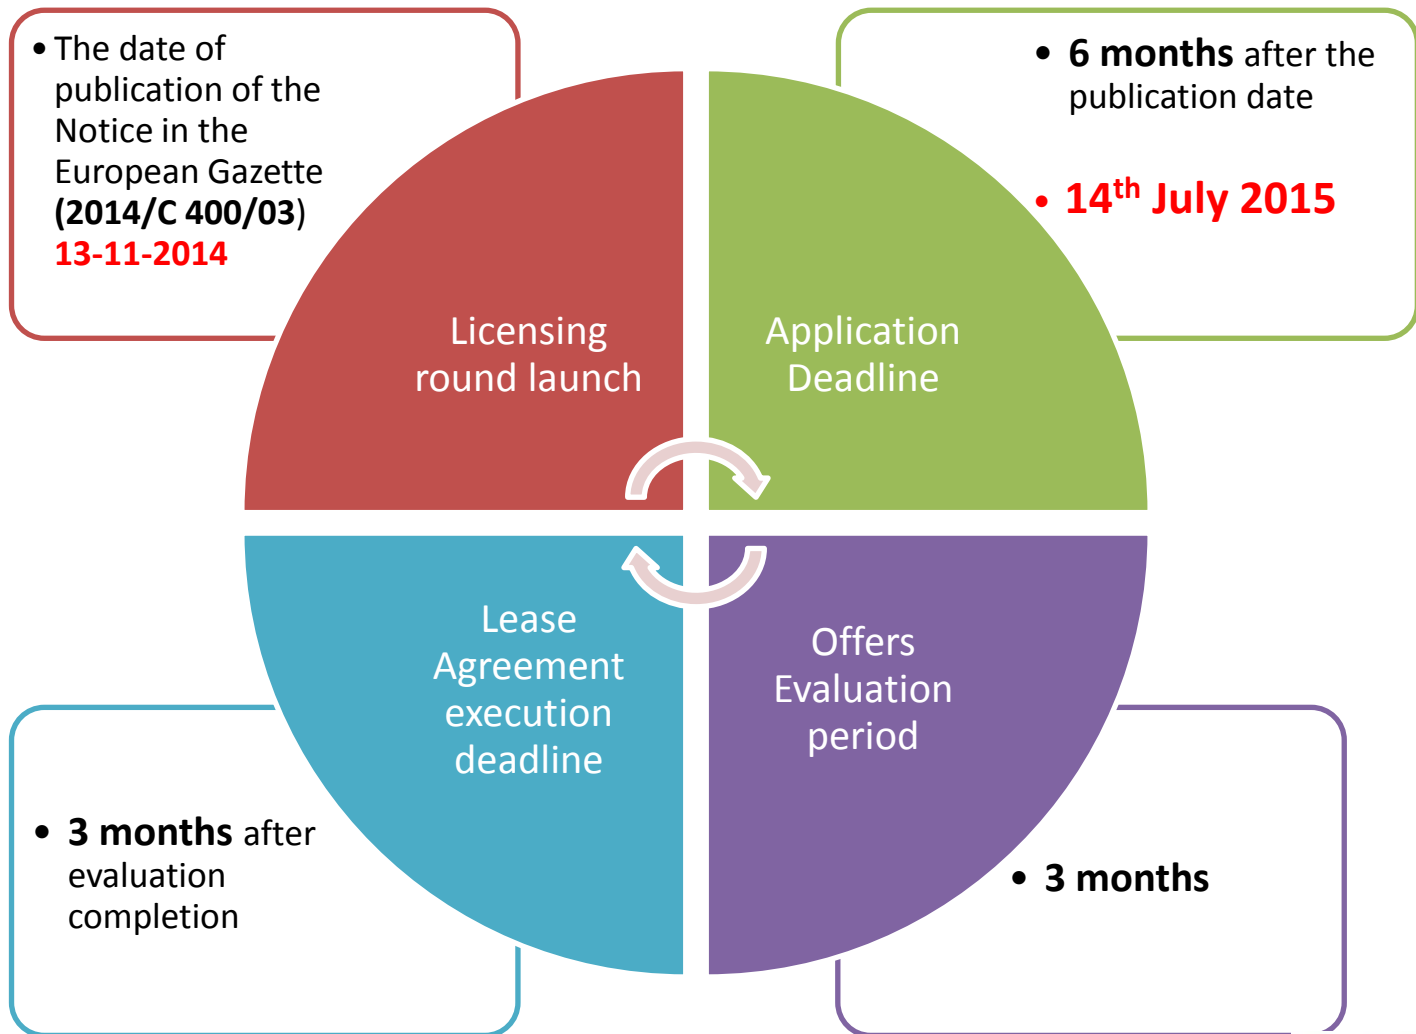 • The date of
publication of the
Notice in the
European Gazette
(2014/C 400/03)
13-11-2014
• 6 months after the
publication date
• 14th July 2015
Licensing
round launch
Application
Deadline
Lease
Agreement
execution
deadline
Offers
Evaluation
period
• 3 months after
evaluation
completion
• 3 months